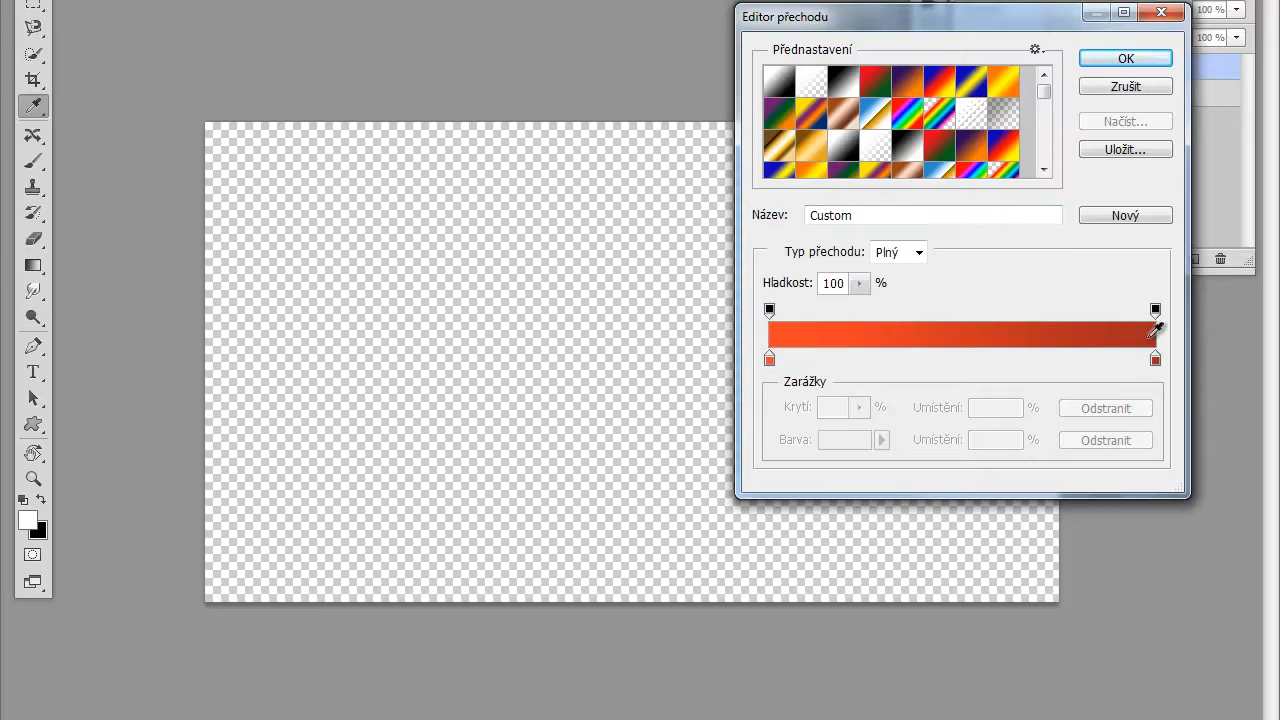 Editor přechodu
100 %
100 %
Přednastavení
OK
Zrušit
Načíst...
Uložit...
Název: Custom
Nový
Typ přechodu: Plný
Hladkost: 100 %
Zarážky
Krytí: %
Umístění: %
Odstranit
Barva:
Umístění: %
Odstranit
T